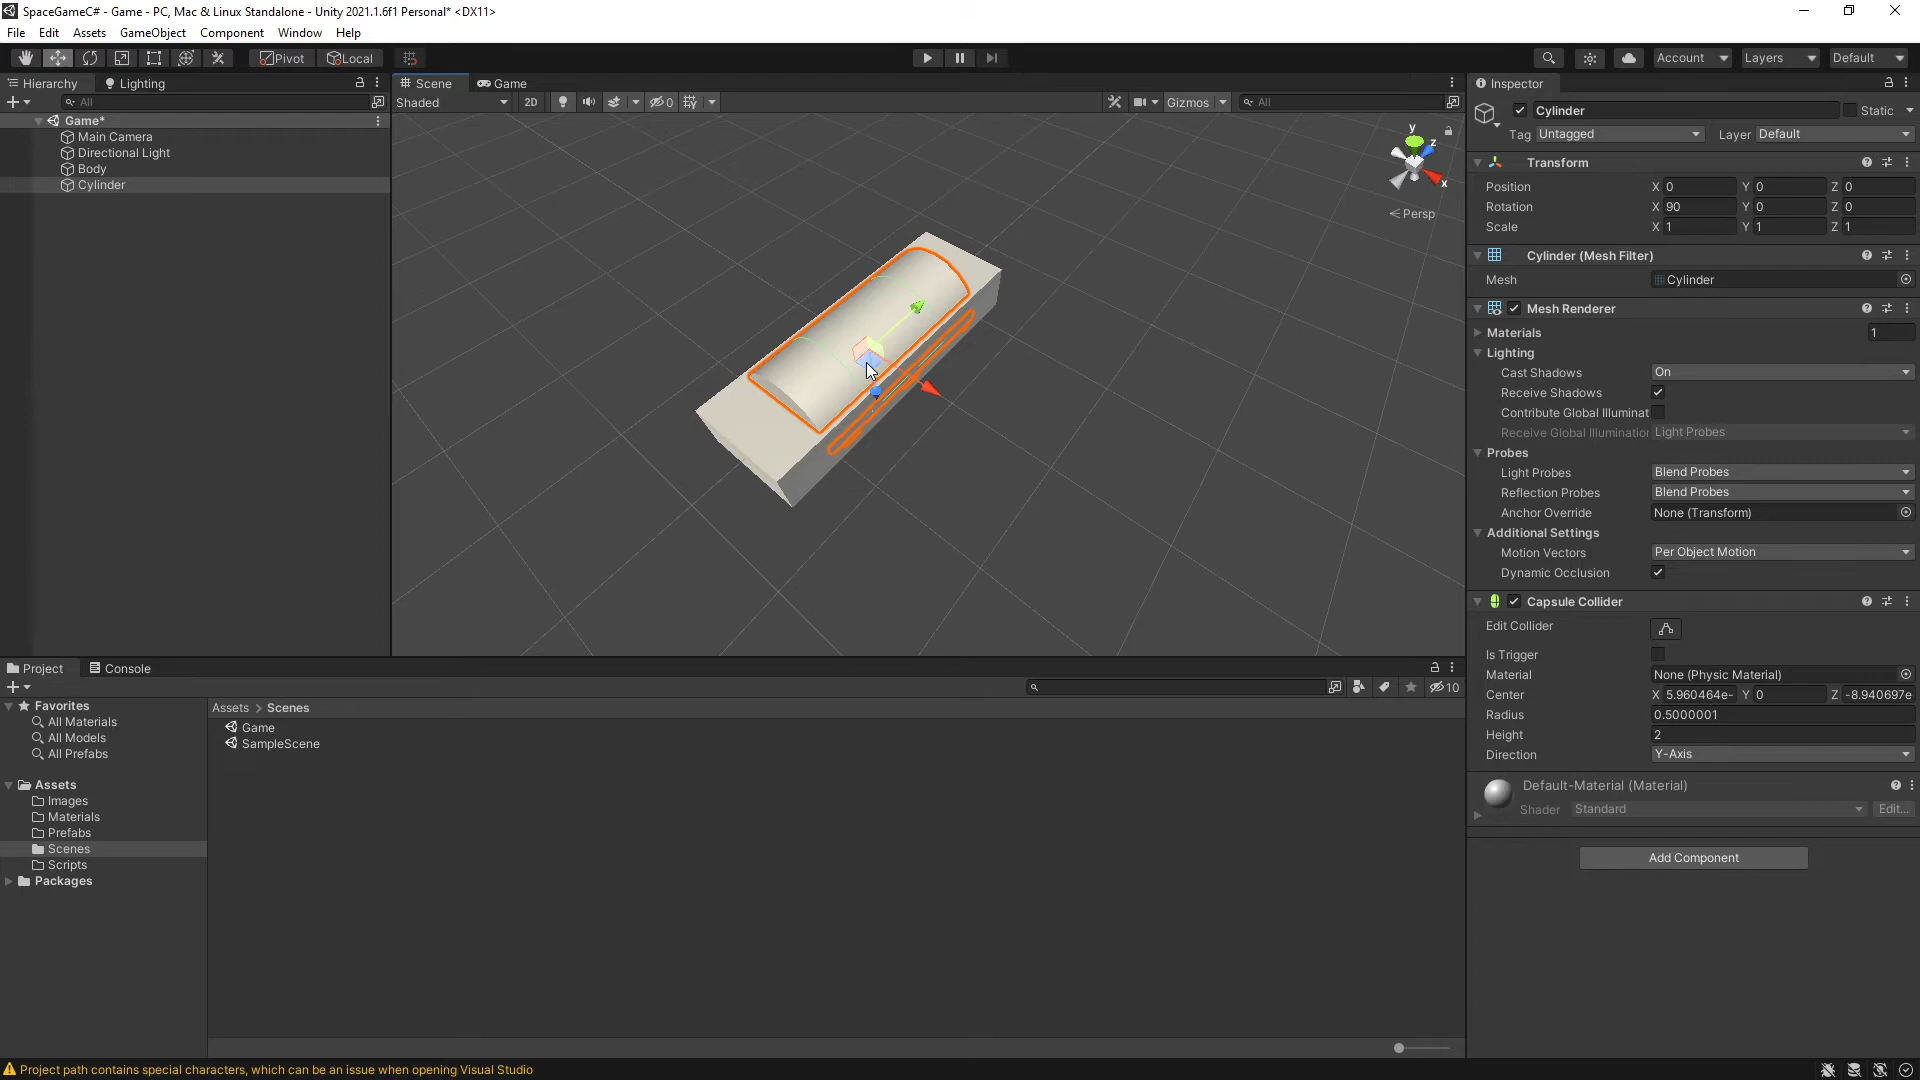 SpaceGameC# - Game - PC, Mac & Linux Standalone - Unity 2021.1.6f1 Personal* <DX11>
File Edit Assets GameObject Component Window Help
Pivot Local Account Layers Default
Hierarchy Lighting
All
Game*
Main Camera
Directional Light
Body
Cylinder
Scene Game
Shaded 2D 0 Gizmos All
y
z
x
Persp
Inspector
Cylinder Static
Tag Untagged Layer Default
Transform
Position X 0 Y 0 Z 0
Rotation X 90 Y 0 Z 0
Scale X 1 Y 1 Z 1
Cylinder (Mesh Filter)
Mesh Cylinder
Mesh Renderer
Materials 1
Lighting
Cast Shadows On
Receive Shadows
Contribute Global Illuminat
Receive Global Illumination Light Probes
Probes
Light Probes Blend Probes
Reflection Probes Blend Probes
Anchor Override None (Transform)
Additional Settings
Motion Vectors Per Object Motion
Dynamic Occlusion
Capsule Collider
Edit Collider
Is Trigger
Material None (Physic Material)
Center X 5.960464e- Y 0 Z -8.940697e
Radius 0.5000001
Height 2
Direction Y-Axis
Default-Material (Material)
Shader Standard Edit...
Add Component
Project Console
10
Favorites
All Materials
All Models
All Prefabs
Assets
Images
Materials
Prefabs
Scenes
Scripts
Packages
Assets > Scenes
Game
SampleScene
Project path contains special characters, which can be an issue when opening Visual Studio